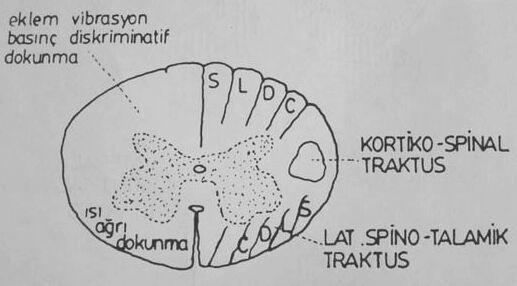 eklem vibrasyon
basınç diskriminatif
dokunma
S L D C
KORTİKO-SPİNAL
TRAKTUS
ısı
ağrı
dokunma
C D L S
LAT. SPİNO-TALAMİK
TRAKTUS